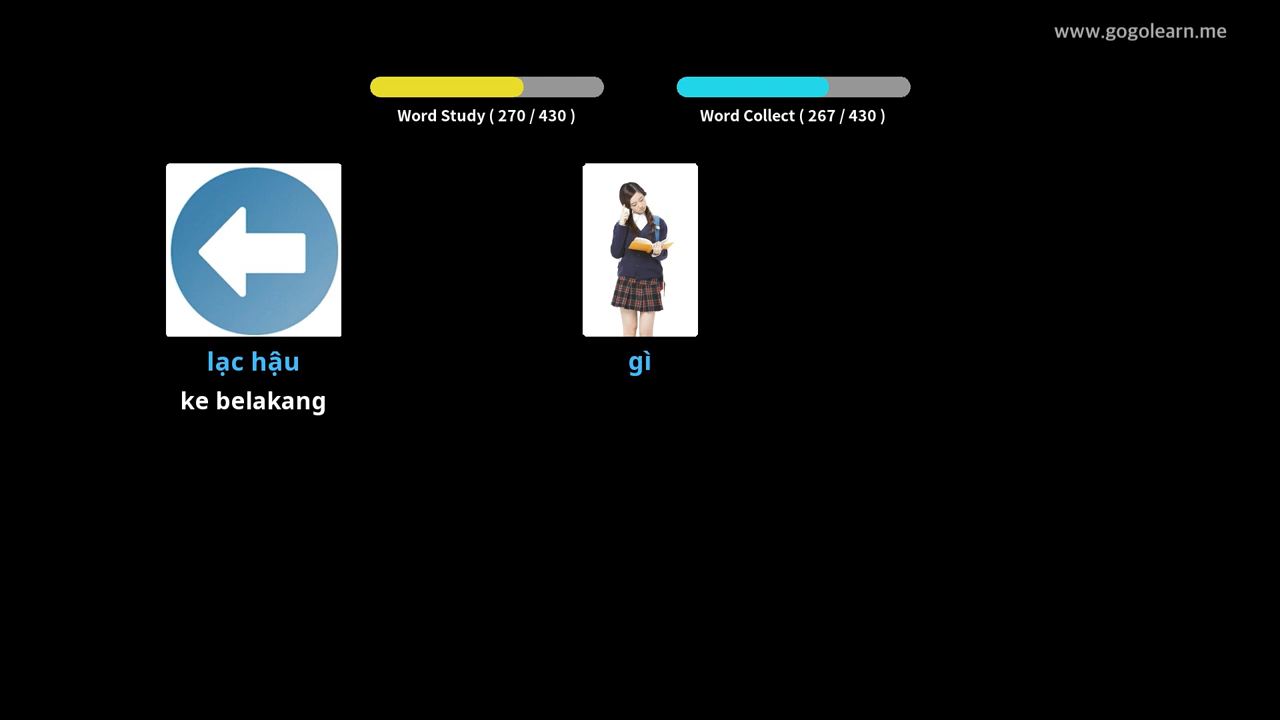 www.gogolearn.me
Word Study ( 270 / 430 )
Word Collect ( 267 / 430 )
lạc hậu
ke belakang
gì